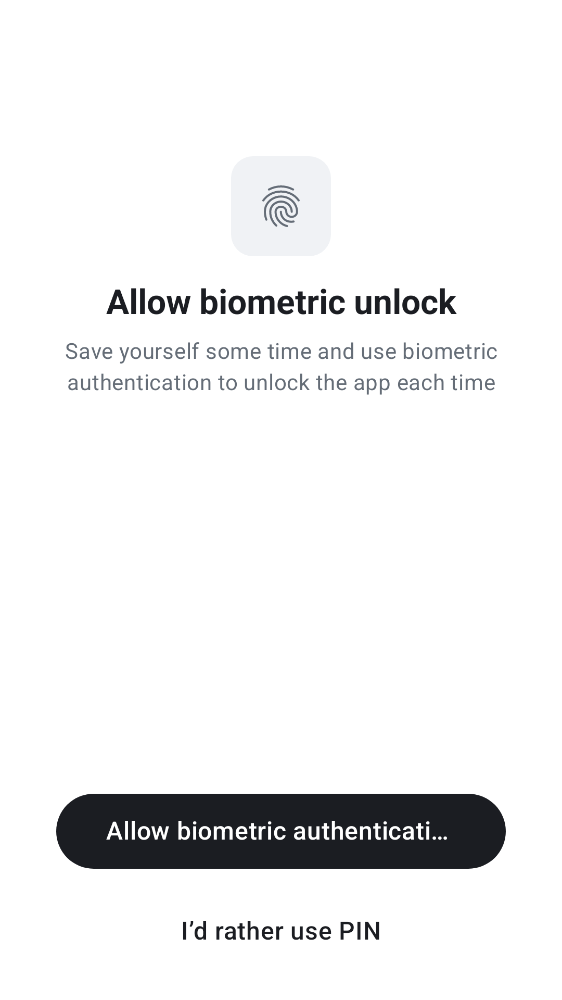 Allow biometric unlock
Save yourself some time and use biometric
authentication to unlock the app each time
Allow biometric authenticati…
I’d rather use PIN